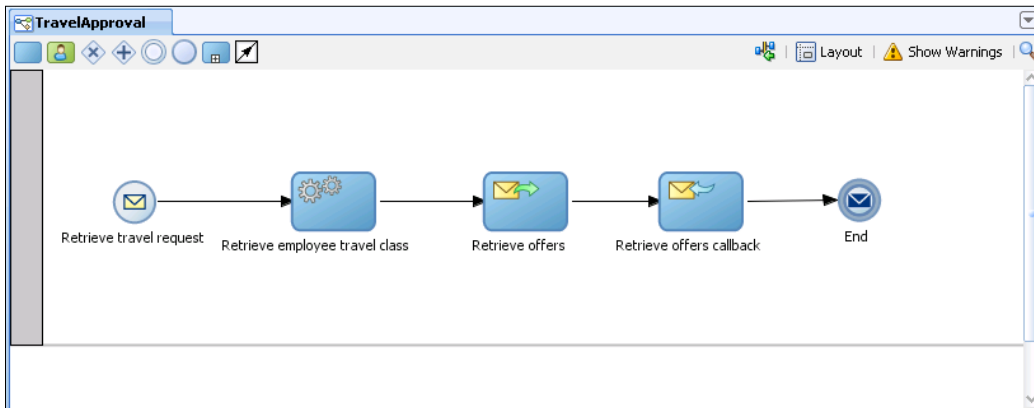 TravelApproval
Layout
Show Warnings
Retrieve travel request
Retrieve employee travel class
Retrieve offers
Retrieve offers callback
End